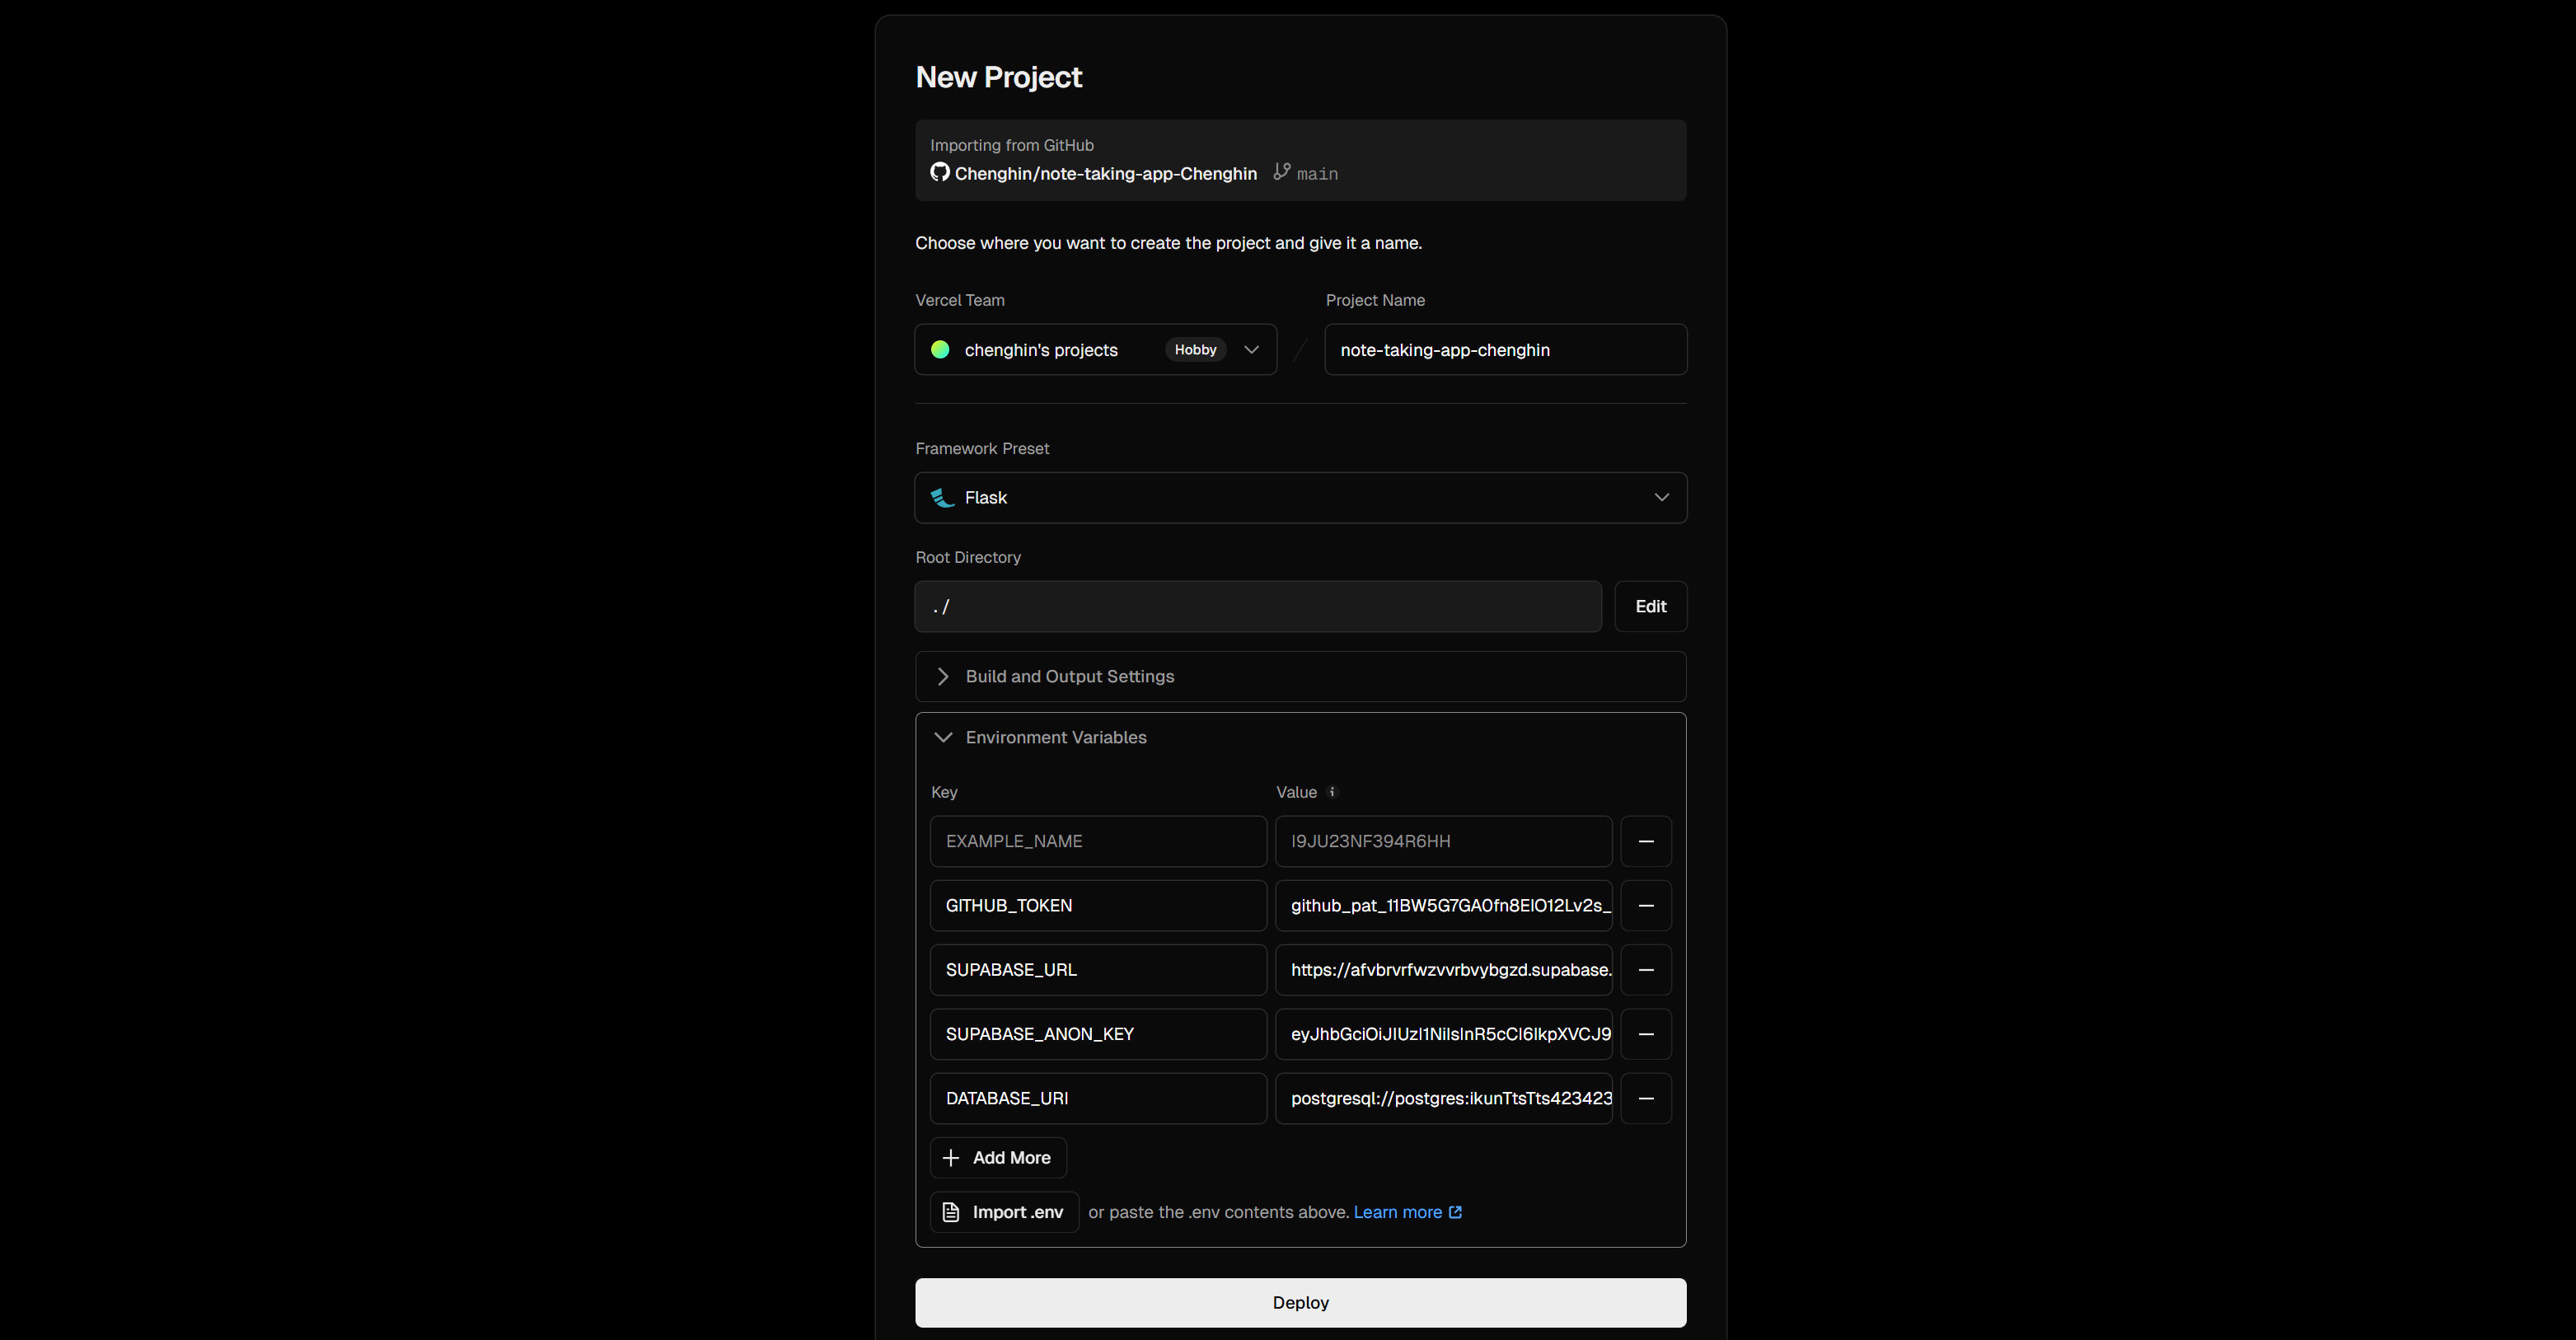 New Project
Importing from GitHub
Chenghin/note-taking-app-Chenghin main
Choose where you want to create the project and give it a name.
Vercel Team
Project Name
chenghin's projects Hobby
note-taking-app-chenghin
Framework Preset
Flask
Root Directory
./
Edit
Build and Output Settings
Environment Variables
Key
Value
EXAMPLE_NAME
I9JU23NF394R6HH
GITHUB_TOKEN
github_pat_11BW5G7GA0fn8EIO12Lv2s_
SUPABASE_URL
https://afvbrvrfwzvvrbvybgzd.supabase.
SUPABASE_ANON_KEY
eyJhbGciOiJIUzI1NiIsInR5cCI6IkpXVCJ9
DATABASE_URI
postgresql://postgres:ikunTtsTts423423
Add More
Import .env or paste the .env contents above. Learn more
Deploy